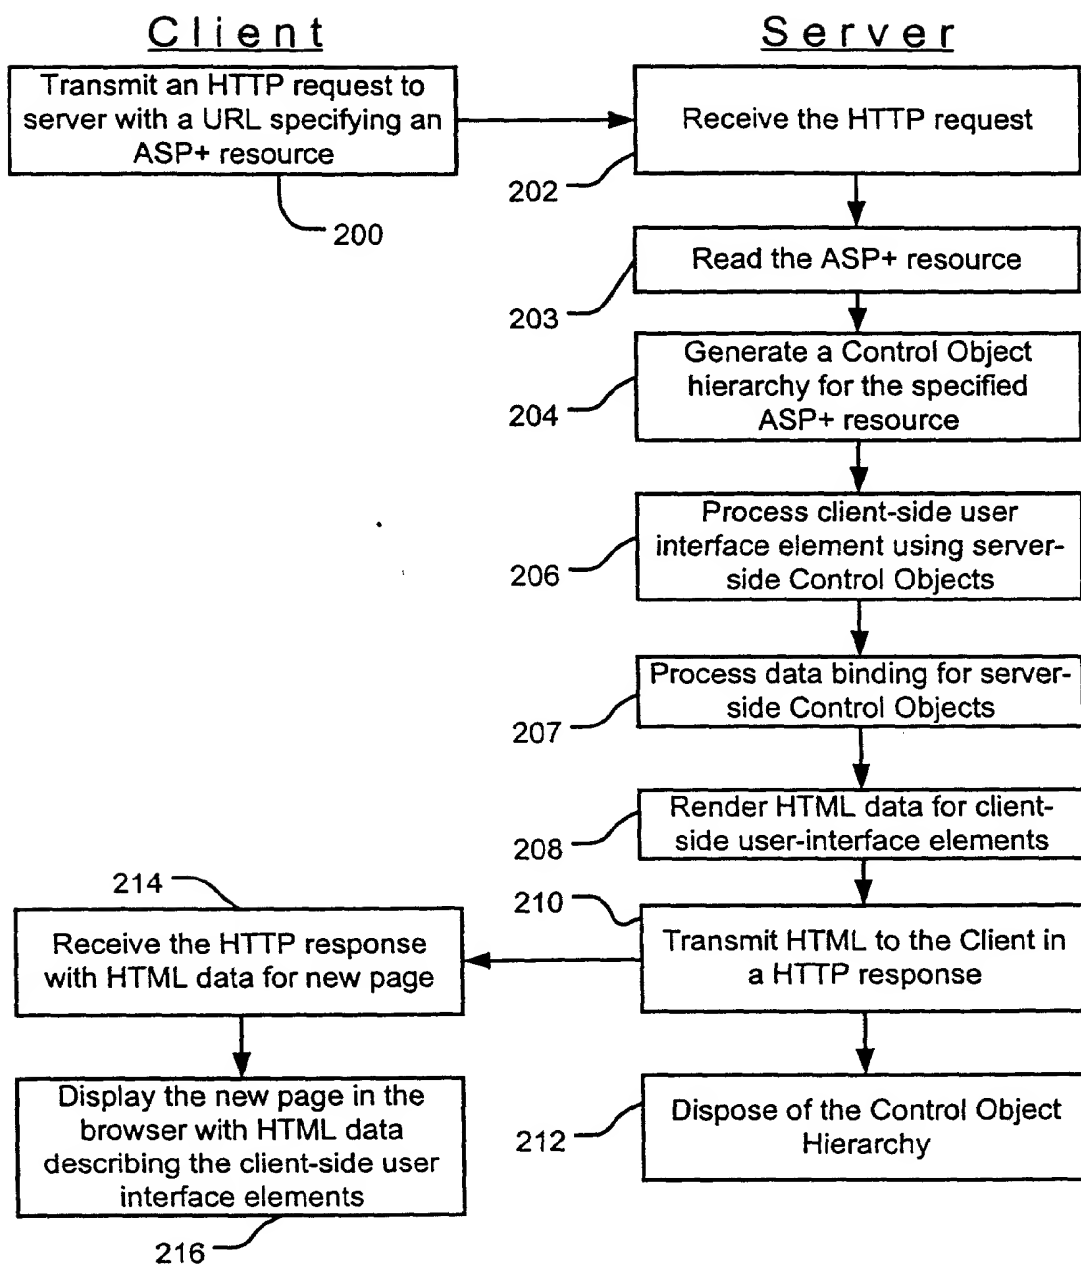 Client
Server
Transmit an HTTP request to
server with a URL specifying an
ASP+ resource
200
Receive the HTTP request
202
Read the ASP+ resource
203
Generate a Control Object
hierarchy for the specified
ASP+ resource
204
Process client-side user
interface element using server-
side Control Objects
206
Process data binding for server-
side Control Objects
207
Render HTML data for client-
side user-interface elements
208
210
Transmit HTML to the Client in
a HTTP response
214
Receive the HTTP response
with HTML data for new page
Dispose of the Control Object
Hierarchy
212
Display the new page in the
browser with HTML data
describing the client-side user
interface elements
216